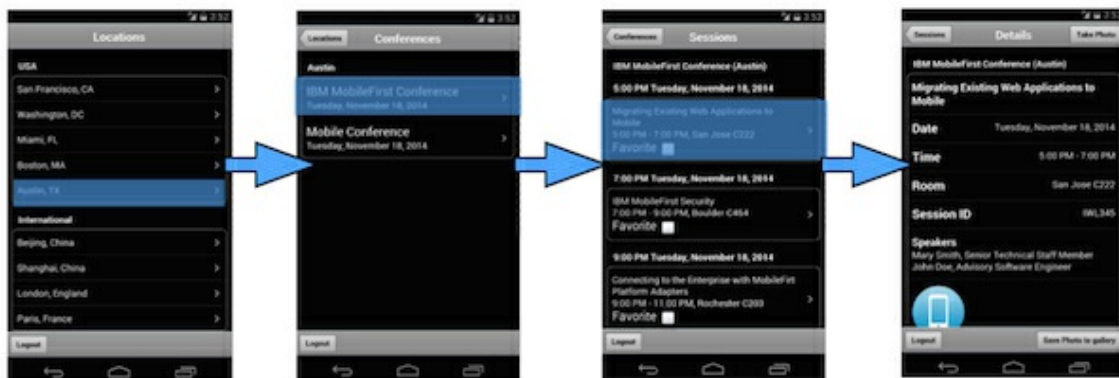 3:52
Locations
USA
San Francisco, CA
Washington, DC
Miami, FL
Boston, MA
Austin, TX
International
Beijing, China
Shanghai, China
London, England
Paris, France
Logout
3:52
Locations
Conferences
Austin
IBM MobileFirst Conference
Tuesday, November 18, 2014
Mobile Conference
Tuesday, November 18, 2014
Logout
3:53
Conferences
Sessions
IBM MobileFirst Conference (Austin)
5:00 PM Tuesday, November 18, 2014
Migrating Existing Web Applications to
Mobile
5:00 PM - 7:00 PM, San Jose C222
Favorite
7:00 PM Tuesday, November 18, 2014
IBM MobileFirst Security
7:00 PM - 9:00 PM, Boulder C454
Favorite
9:00 PM Tuesday, November 18, 2014
Connecting to the Enterprise with MobileFirt
Platform Adapters
9:00 PM - 11:00 PM, Rochester C203
Favorite
Logout
Sessions
Details
Take Photo
IBM MobileFirst Conference (Austin)
Migrating Existing Web Applications to
Mobile
Date Tuesday, November 18, 2014
Time 5:00 PM - 7:00 PM
Room San Jose C222
Session ID IWL345
Speakers
Mary Smith, Senior Technical Staff Member
John Doe, Advisory Software Engineer
Logout
Save Photo to gallery